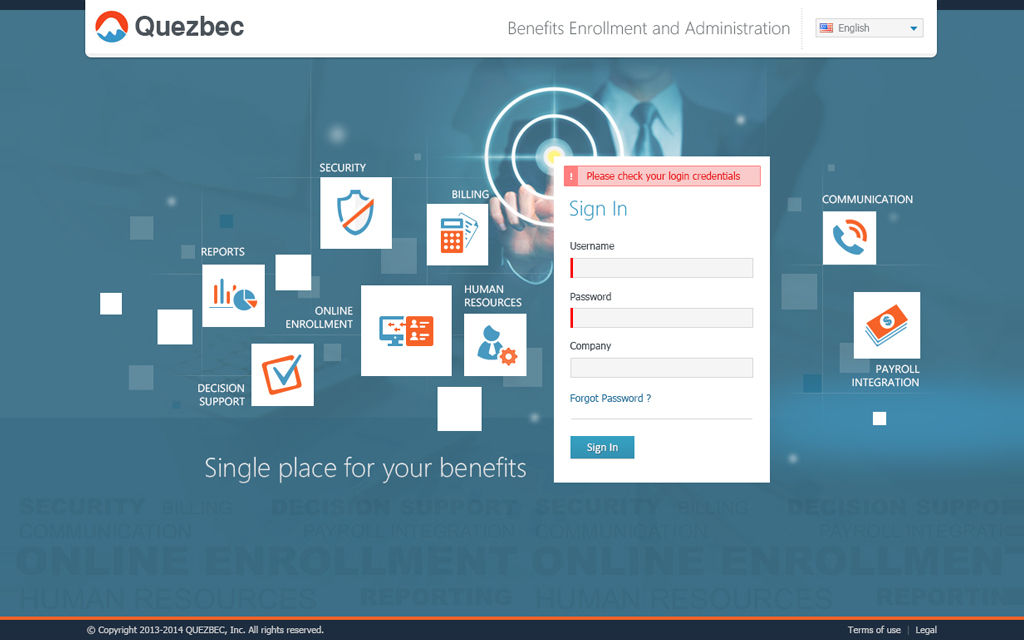 Quezbec
Benefits Enrollment and Administration
English
SECURITY
BILLING
COMMUNICATION
! Please check your login credentials
Sign In
REPORTS
Username
HUMAN
RESOURCES
Password
ONLINE
ENROLLMENT
Company
PAYROLL
INTEGRATION
DECISION
SUPPORT
Forgot Password ?
Sign In
Single place for your benefits
SECURITY BILLING DECISION SUPPORT SECURITY BILLING DECISION SUPPO
COMMUNICATION PAYROLL INTEGRATION COMMUNICATION PAYROLL INTEGRATI
ONLINE ENROLLMENT ONLINE ENROLLMEN
HUMAN RESOURCES REPORTING HUMAN RESOURCES REPORTING
© Copyright 2013-2014 QUEZBEC, Inc. All rights reserved.
Terms of use | Legal